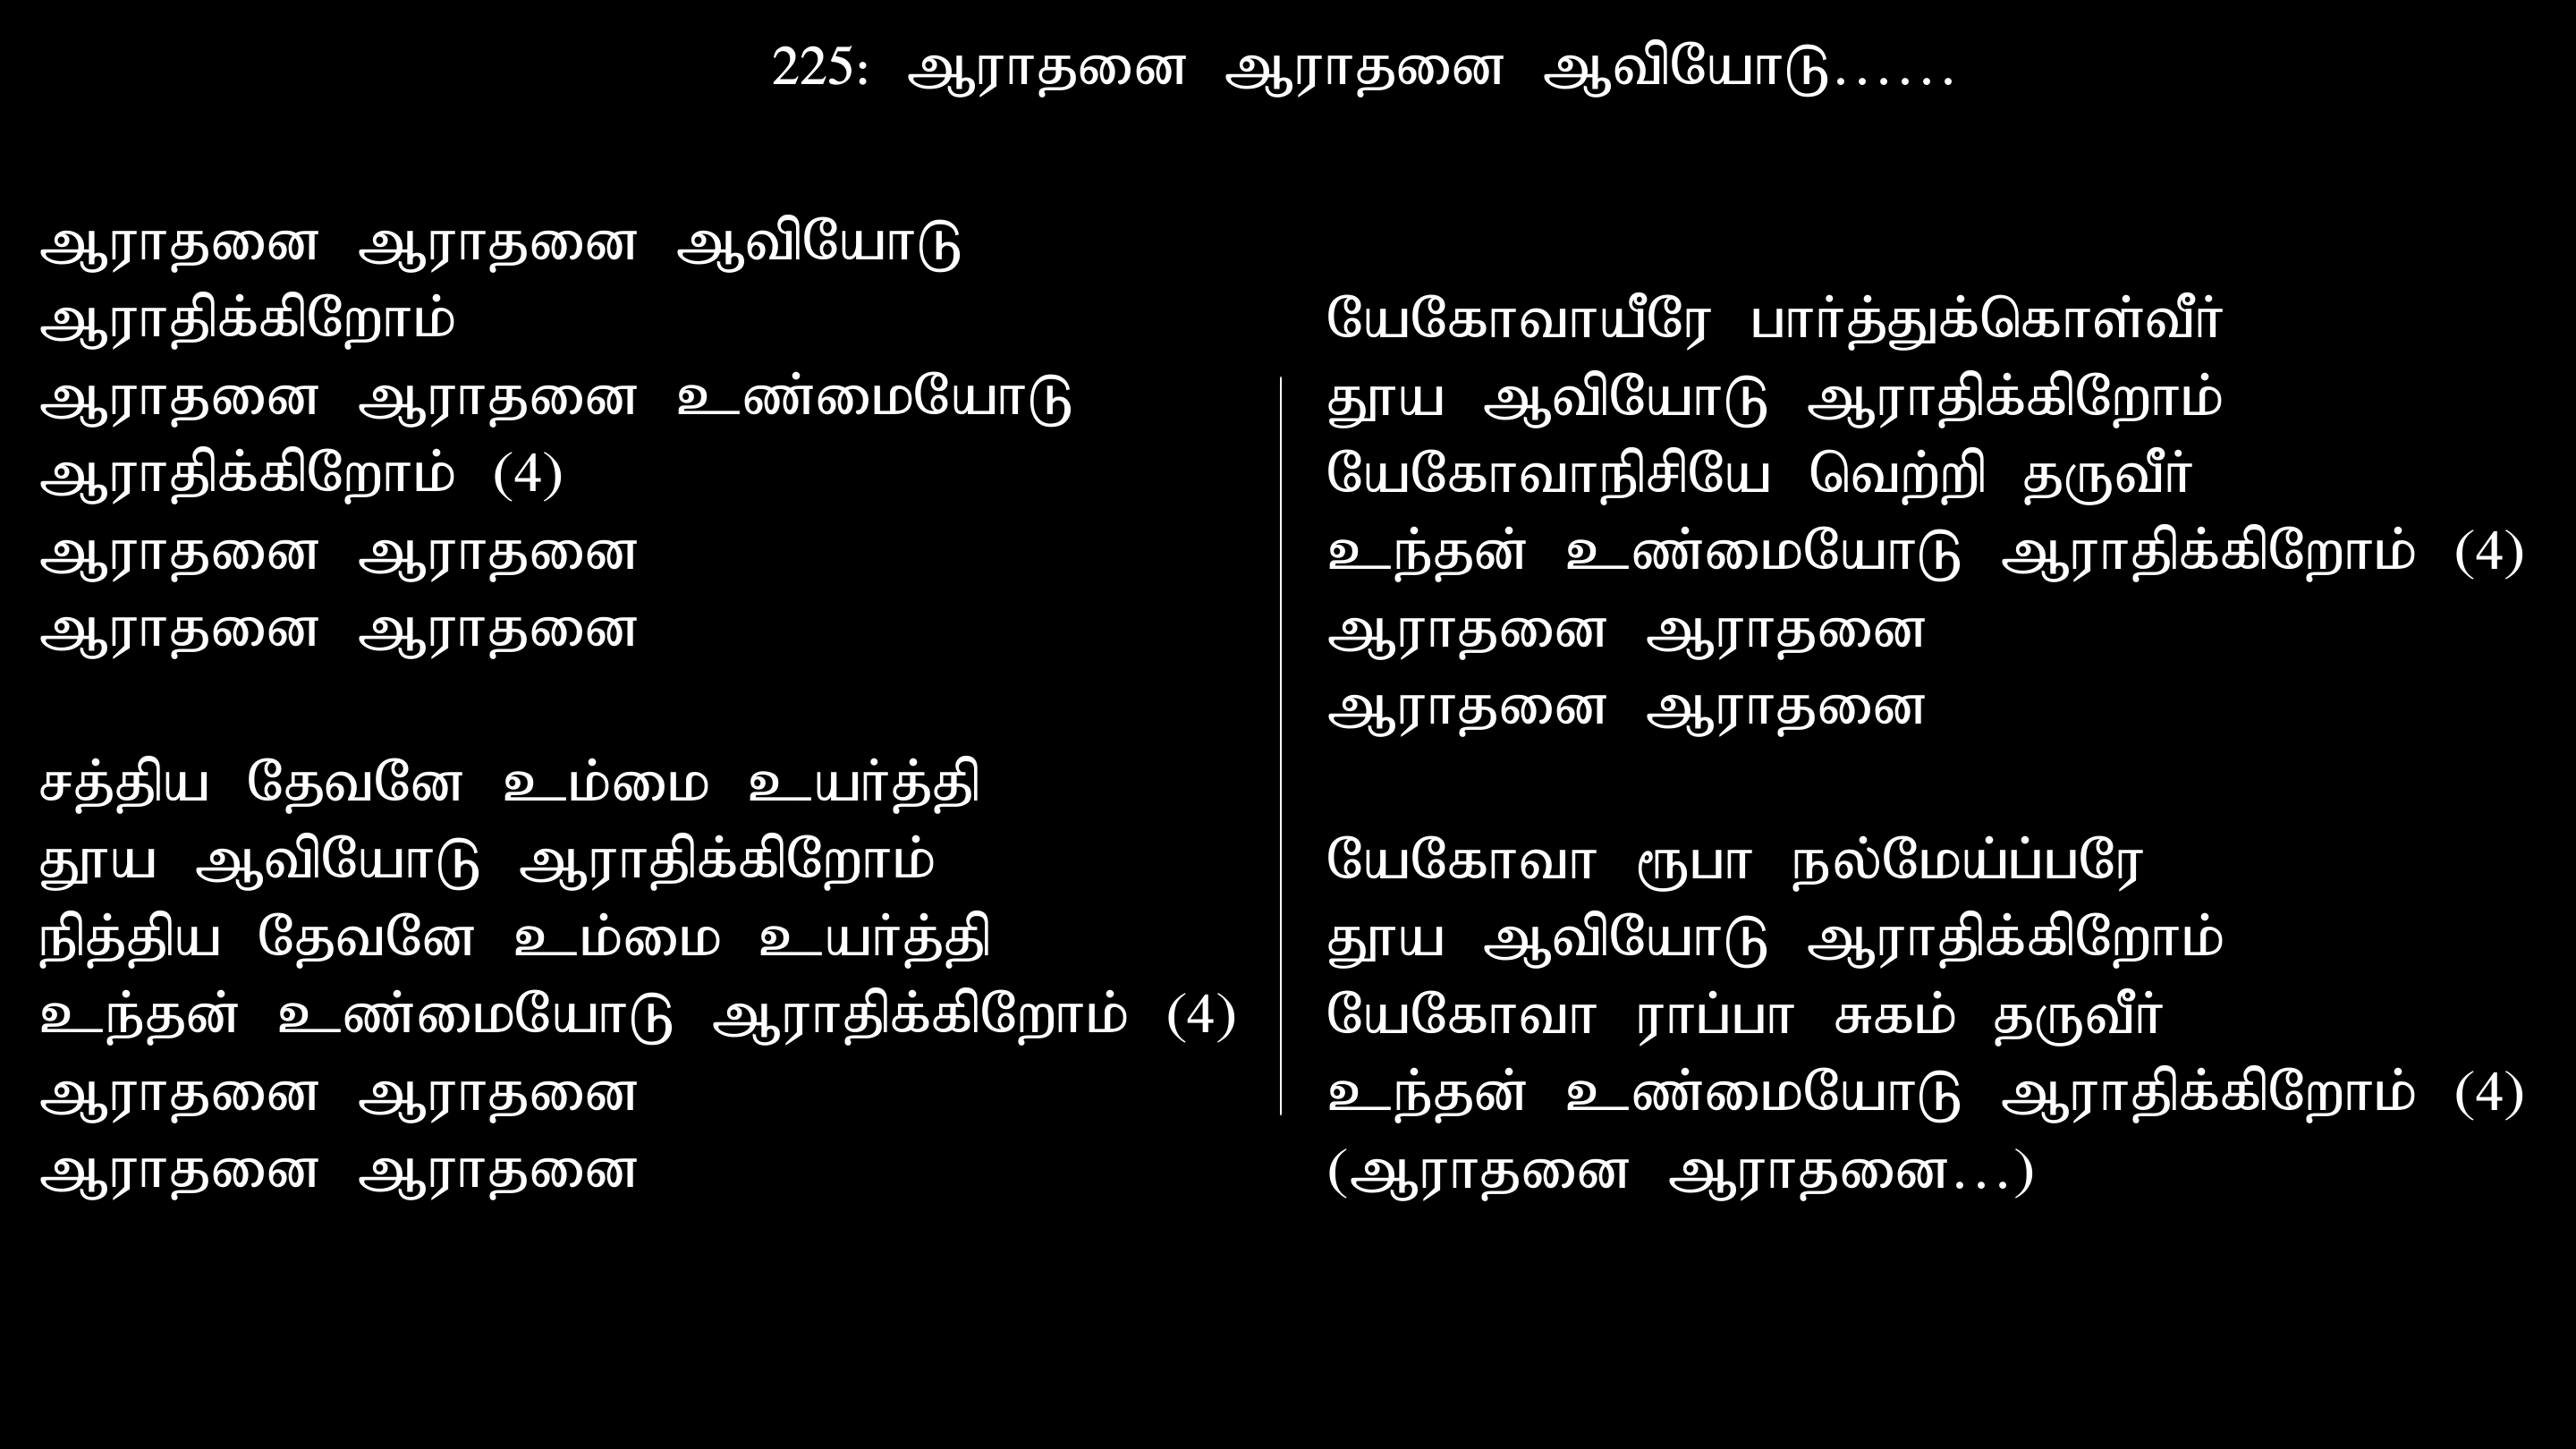 225: ஆராதனை ஆராதனை ஆவியோடு......
ஆராதனை ஆராதனை ஆவியோடு
ஆராதிக்கிறோம்
ஆராதனை ஆராதனை உண்மையோடு
ஆராதிக்கிறோம் (4)
ஆராதனை ஆராதனை
ஆராதனை ஆராதனை
சத்திய தேவனே உம்மை உயர்த்தி
தூய ஆவியோடு ஆராதிக்கிறோம்
நித்திய தேவனே உம்மை உயர்த்தி
உந்தன் உண்மையோடு ஆராதிக்கிறோம் (4)
ஆராதனை ஆராதனை
ஆராதனை ஆராதனை
யேகோவாயீரே பார்த்துக்கொள்வீர்
தூய ஆவியோடு ஆராதிக்கிறோம்
யேகோவாநிசியே வெற்றி தருவீர்
உந்தன் உண்மையோடு ஆராதிக்கிறோம் (4)
ஆராதனை ஆராதனை
ஆராதனை ஆராதனை
யேகோவா ரூபா நல்மேய்ப்பரே
தூய ஆவியோடு ஆராதிக்கிறோம்
யேகோவா ராப்பா சுகம் தருவீர்
உந்தன் உண்மையோடு ஆராதிக்கிறோம் (4)
(ஆராதனை ஆராதனை...)